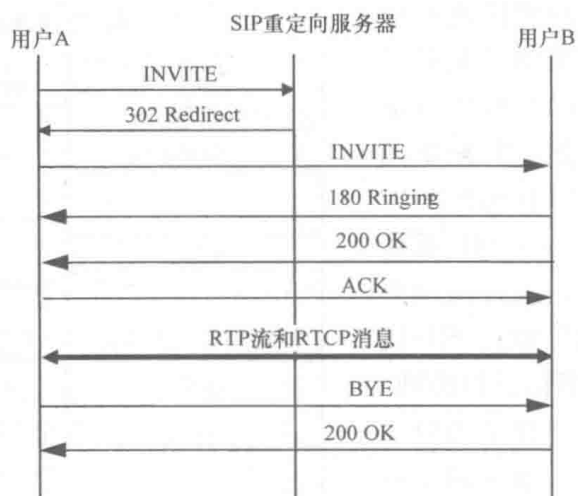 SIP重定向服务器
用户A
用户B
INVITE
302 Redirect
INVITE
180 Ringing
200 OK
ACK
RTP流和RTCP消息
BYE
200 OK